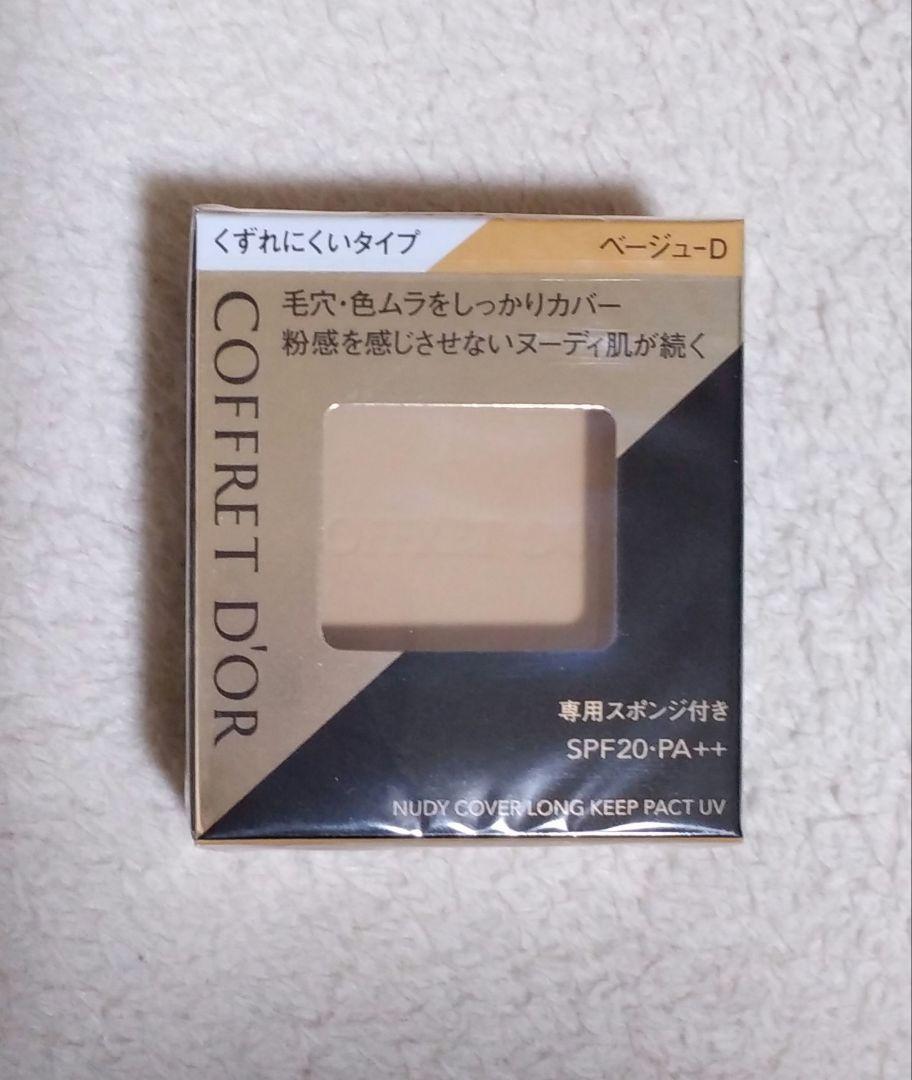 くずれにくいタイプ
ベージュ-D
毛穴・色ムラをしっかりカバー
粉感を感じさせないヌーディ肌が続く
COFFRET D'OR
専用スポンジ付き
SPF20・PA++
NUDY COVER LONG KEEP PACT UV